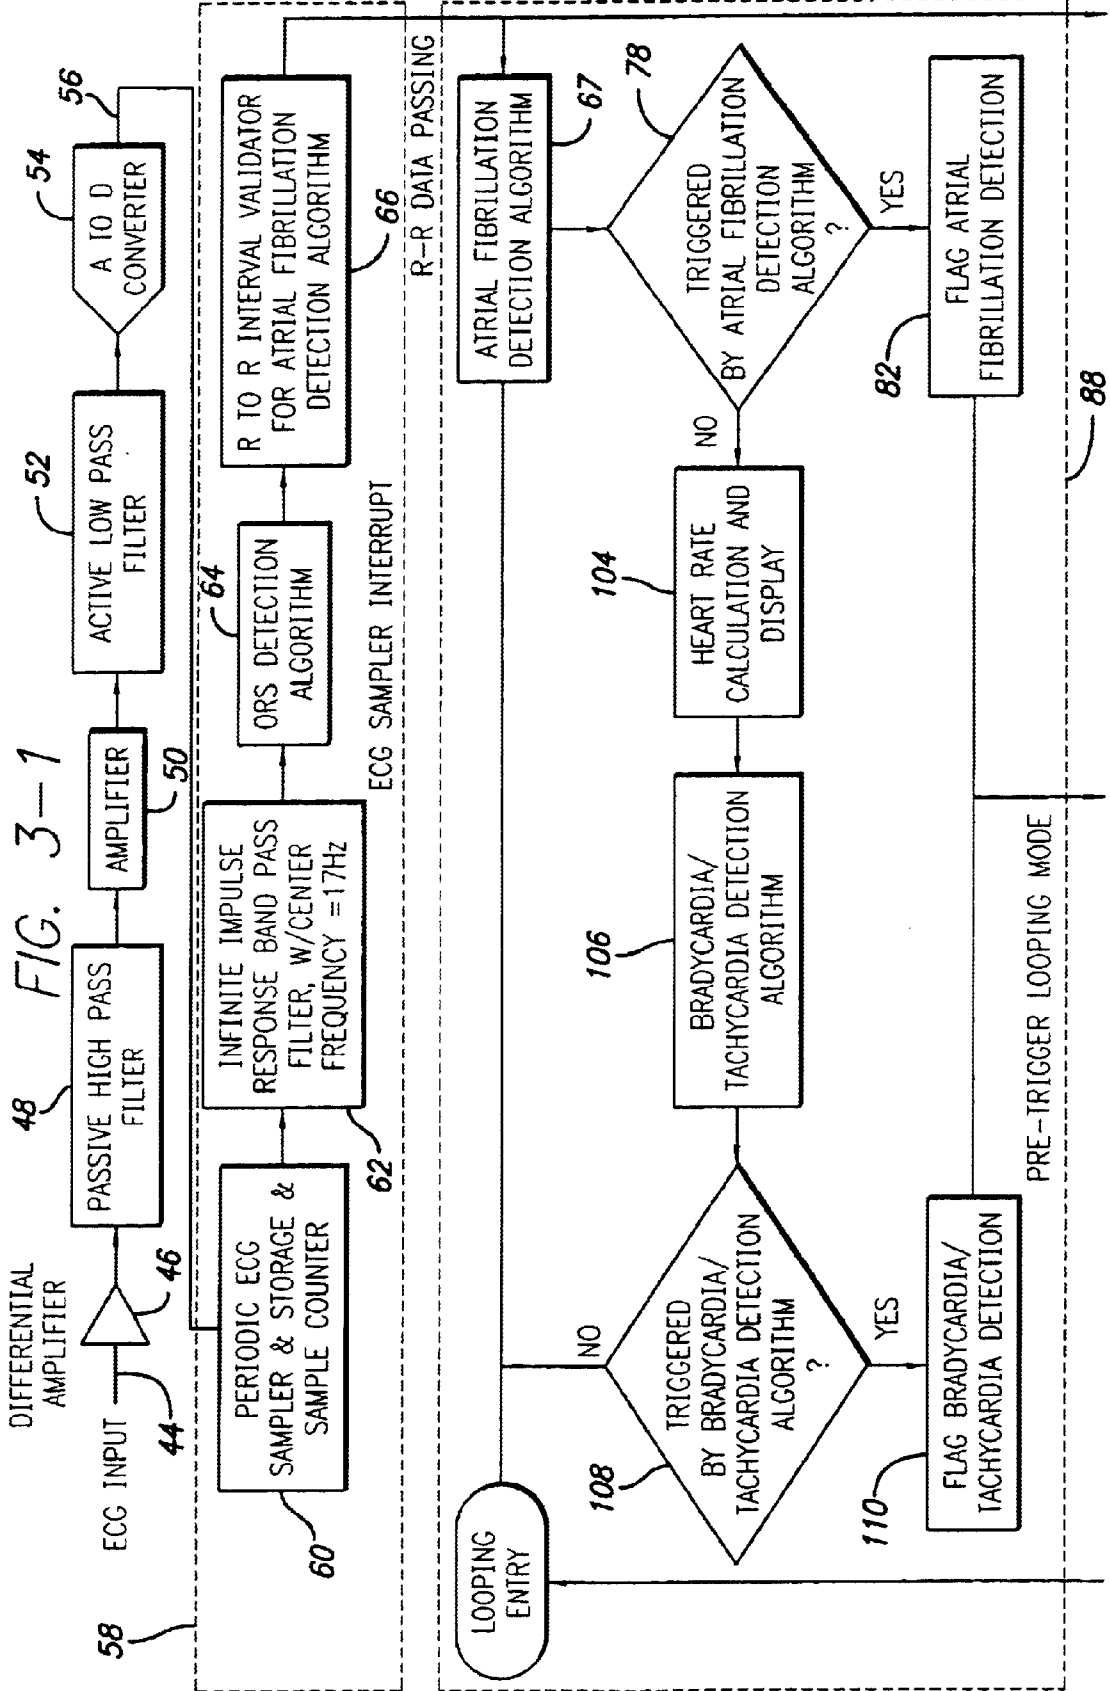 FIG. 3-1
DIFFERENTIAL
AMPLIFIER
ECG INPUT
44
46
48
PASSIVE HIGH PASS
FILTER
AMPLIFIER
50
52
ACTIVE LOW PASS
FILTER
54
A TO D
CONVERTER
56
58
60
PERIODIC ECG
SAMPLER & STORAGE &
SAMPLE COUNTER
62
INFINITE IMPULSE
RESPONSE BAND PASS
FILTER, W/CENTER
FREQUENCY =17Hz
64
ORS DETECTION
ALGORITHM
R TO R INTERVAL VALIDATOR
FOR ATRIAL FIBRILLATION
DETECTION ALGORITHM
66
ECG SAMPLER INTERRUPT
R-R DATA PASSING
LOOPING
ENTRY
ATRIAL FIBRILLATION
DETECTION ALGORITHM
67
78
TRIGGERED
BY ATRIAL FIBRILLATION
DETECTION
ALGORITHM
?
NO
YES
82
FLAG ATRIAL
FIBRILLATION DETECTION
88
104
HEART RATE
CALCULATION AND
DISPLAY
106
BRADYCARDIA/
TACHYCARDIA DETECTION
ALGORITHM
108
TRIGGERED
BY BRADYCARDIA/
TACHYCARDIA DETECTION
ALGORITHM
?
NO
YES
110
FLAG BRADYCARDIA/
TACHYCARDIA DETECTION
PRE-TRIGGER LOOPING MODE